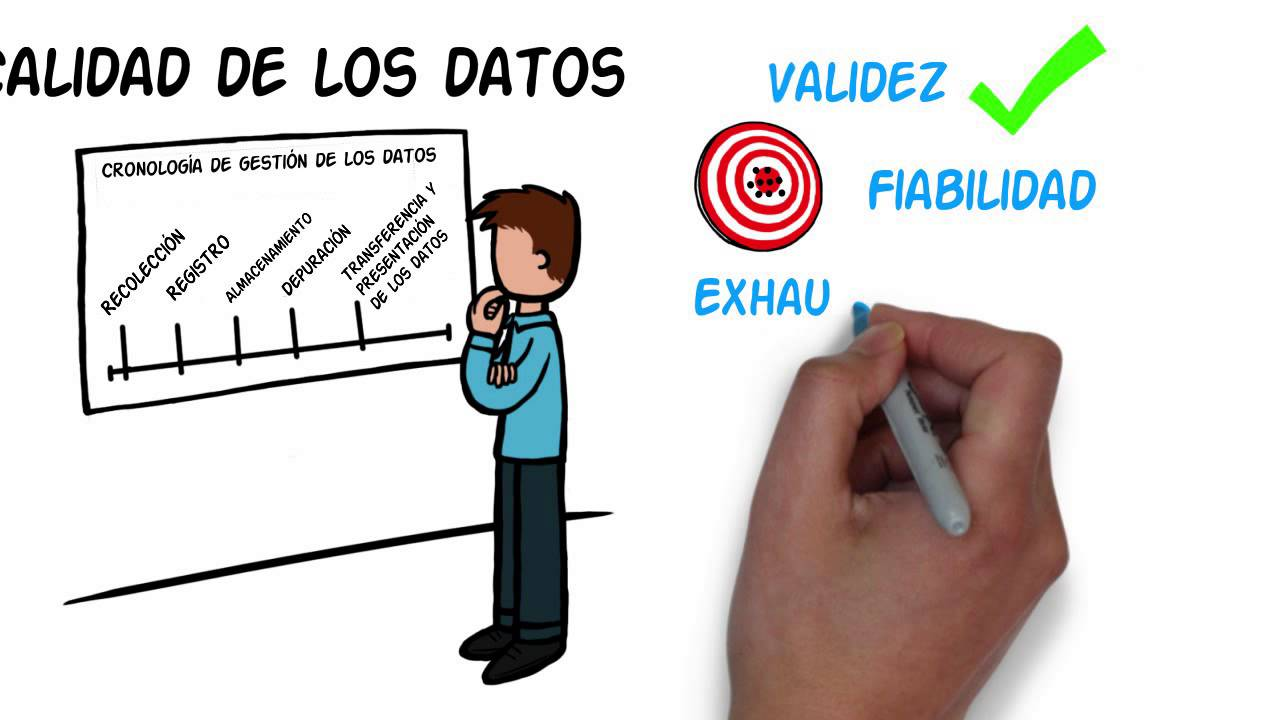 CALIDAD DE LOS DATOS
CRONOLOGÍA DE GESTIÓN DE LOS DATOS
RECOLECCIÓN
REGISTRO
ALMACENAMIENTO
DEPURACIÓN
TRANSFERENCIA Y
PRESENTACIÓN
DE LOS DATOS
VALIDEZ
FIABILIDAD
EXHAU